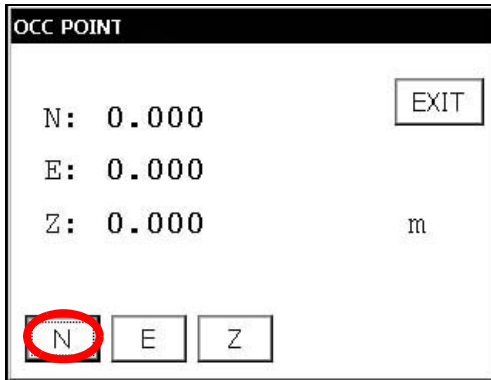 OCC POINT
EXIT
N: 0.000
E: 0.000
Z: 0.000 m
N E Z